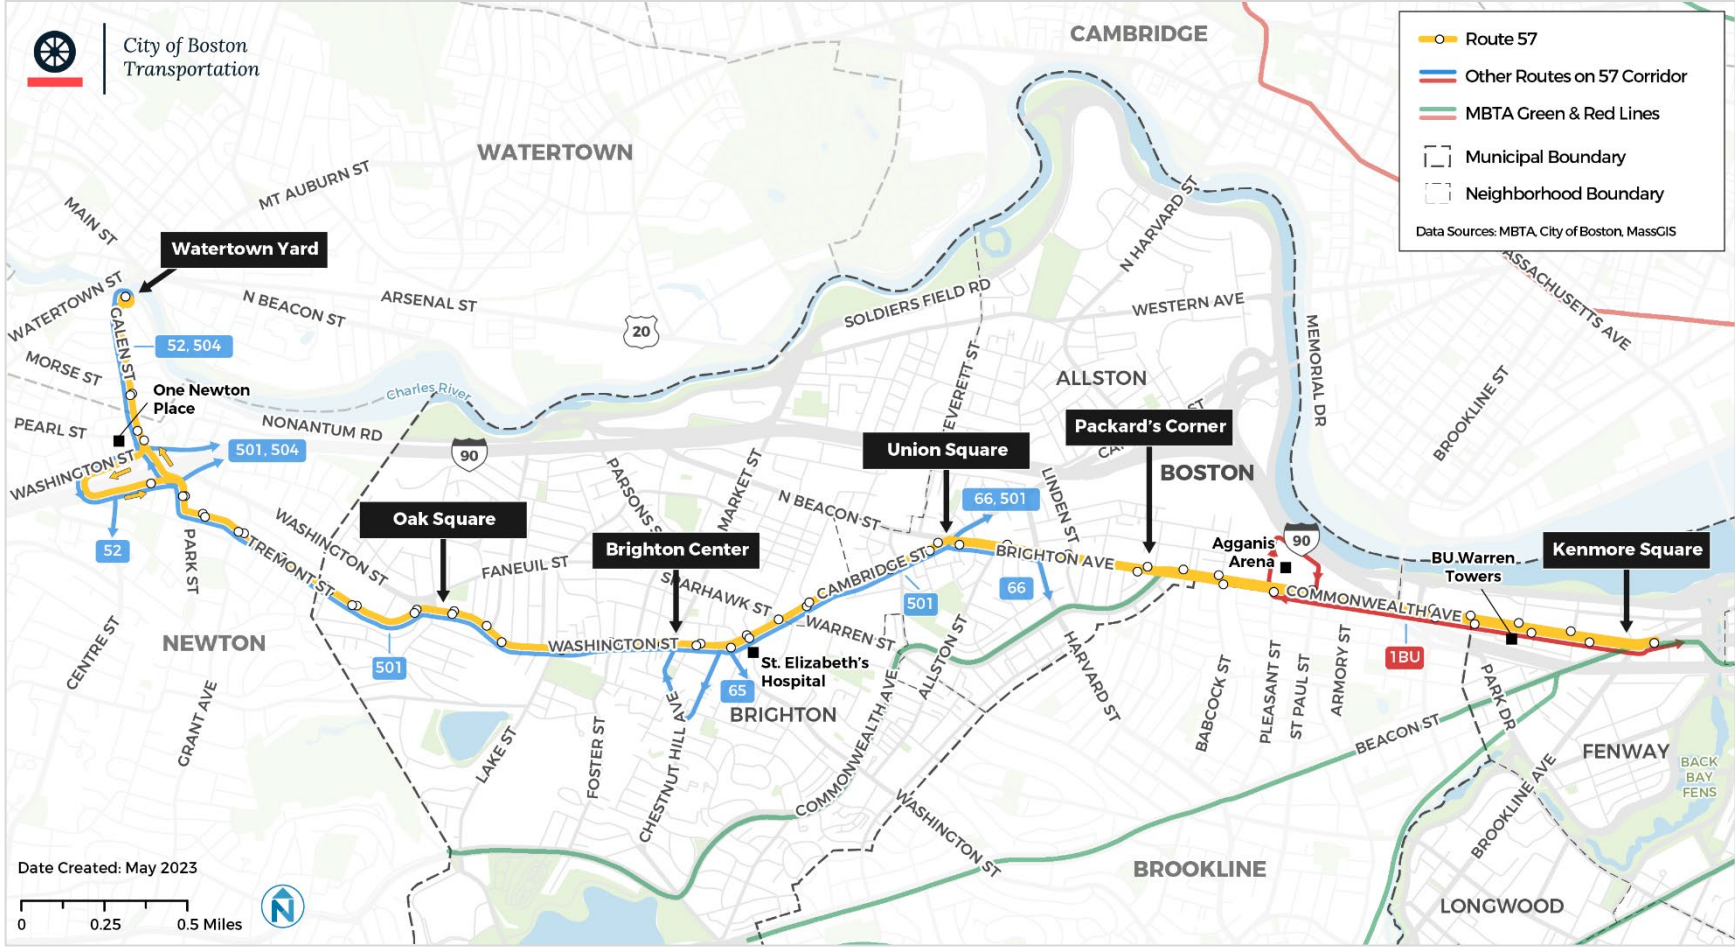 City of Boston
Transportation
CAMBRIDGE
Route 57
Other Routes on 57 Corridor
MBTA Green & Red Lines
Municipal Boundary
Neighborhood Boundary
Data Sources: MBTA, City of Boston, MassGIS
WATERTOWN
MT AUBURN ST
MAIN ST
Watertown Yard
N HARVARD ST
WATERTOWN ST
N BEACON ST
ARSENAL ST
SOLDIERS FIELD RD
WESTERN AVE
MASSACHUSETTS AVE
20
GALEN ST
52, 504
MEMORIAL DR
MORSE ST
One Newton
Place
Charles River
EVERETT ST
ALLSTON
BROOKLINE ST
PEARL ST
NONANTUM RD
Packard's Corner
ST
501, 504
90
Union Square
WASHINGTON ST
PARSONS S
MARKET ST
LINDEN ST
BOSTON
N BEACON ST
66, 501
Oak Square
WASHINGTON ST
52
PARK ST
TREMONT ST
FANEUIL ST
Brighton Center
SPARHAWK ST
CAMBRIDGE ST
BRIGHTON AVE
Agganis
Arena
90
BU Warren
Towers
Kenmore Square
501
66
COMMONWEALTH AVE
WARREN ST
WASHINGTON ST
CENTRE ST
NEWTON
501
St. Elizabeth's
Hospital
65
BRIGHTON
ALLSTON ST
HARVARD ST
BABCOCK ST
PLEASANT ST
ST PAUL ST
ARMORY ST
1BU
PARK DR
GRANT AVE
LAKE ST
FOSTER ST
CHESTNUT HILL AVE
COMMONWEALTH AVE
BEACON ST
FENWAY
BACK
BAY
FENS
WASHINGTON ST
BROOKLINE AVE
BROOKLINE
LONGWOOD
Date Created: May 2023
0 0.25 0.5 Miles
N